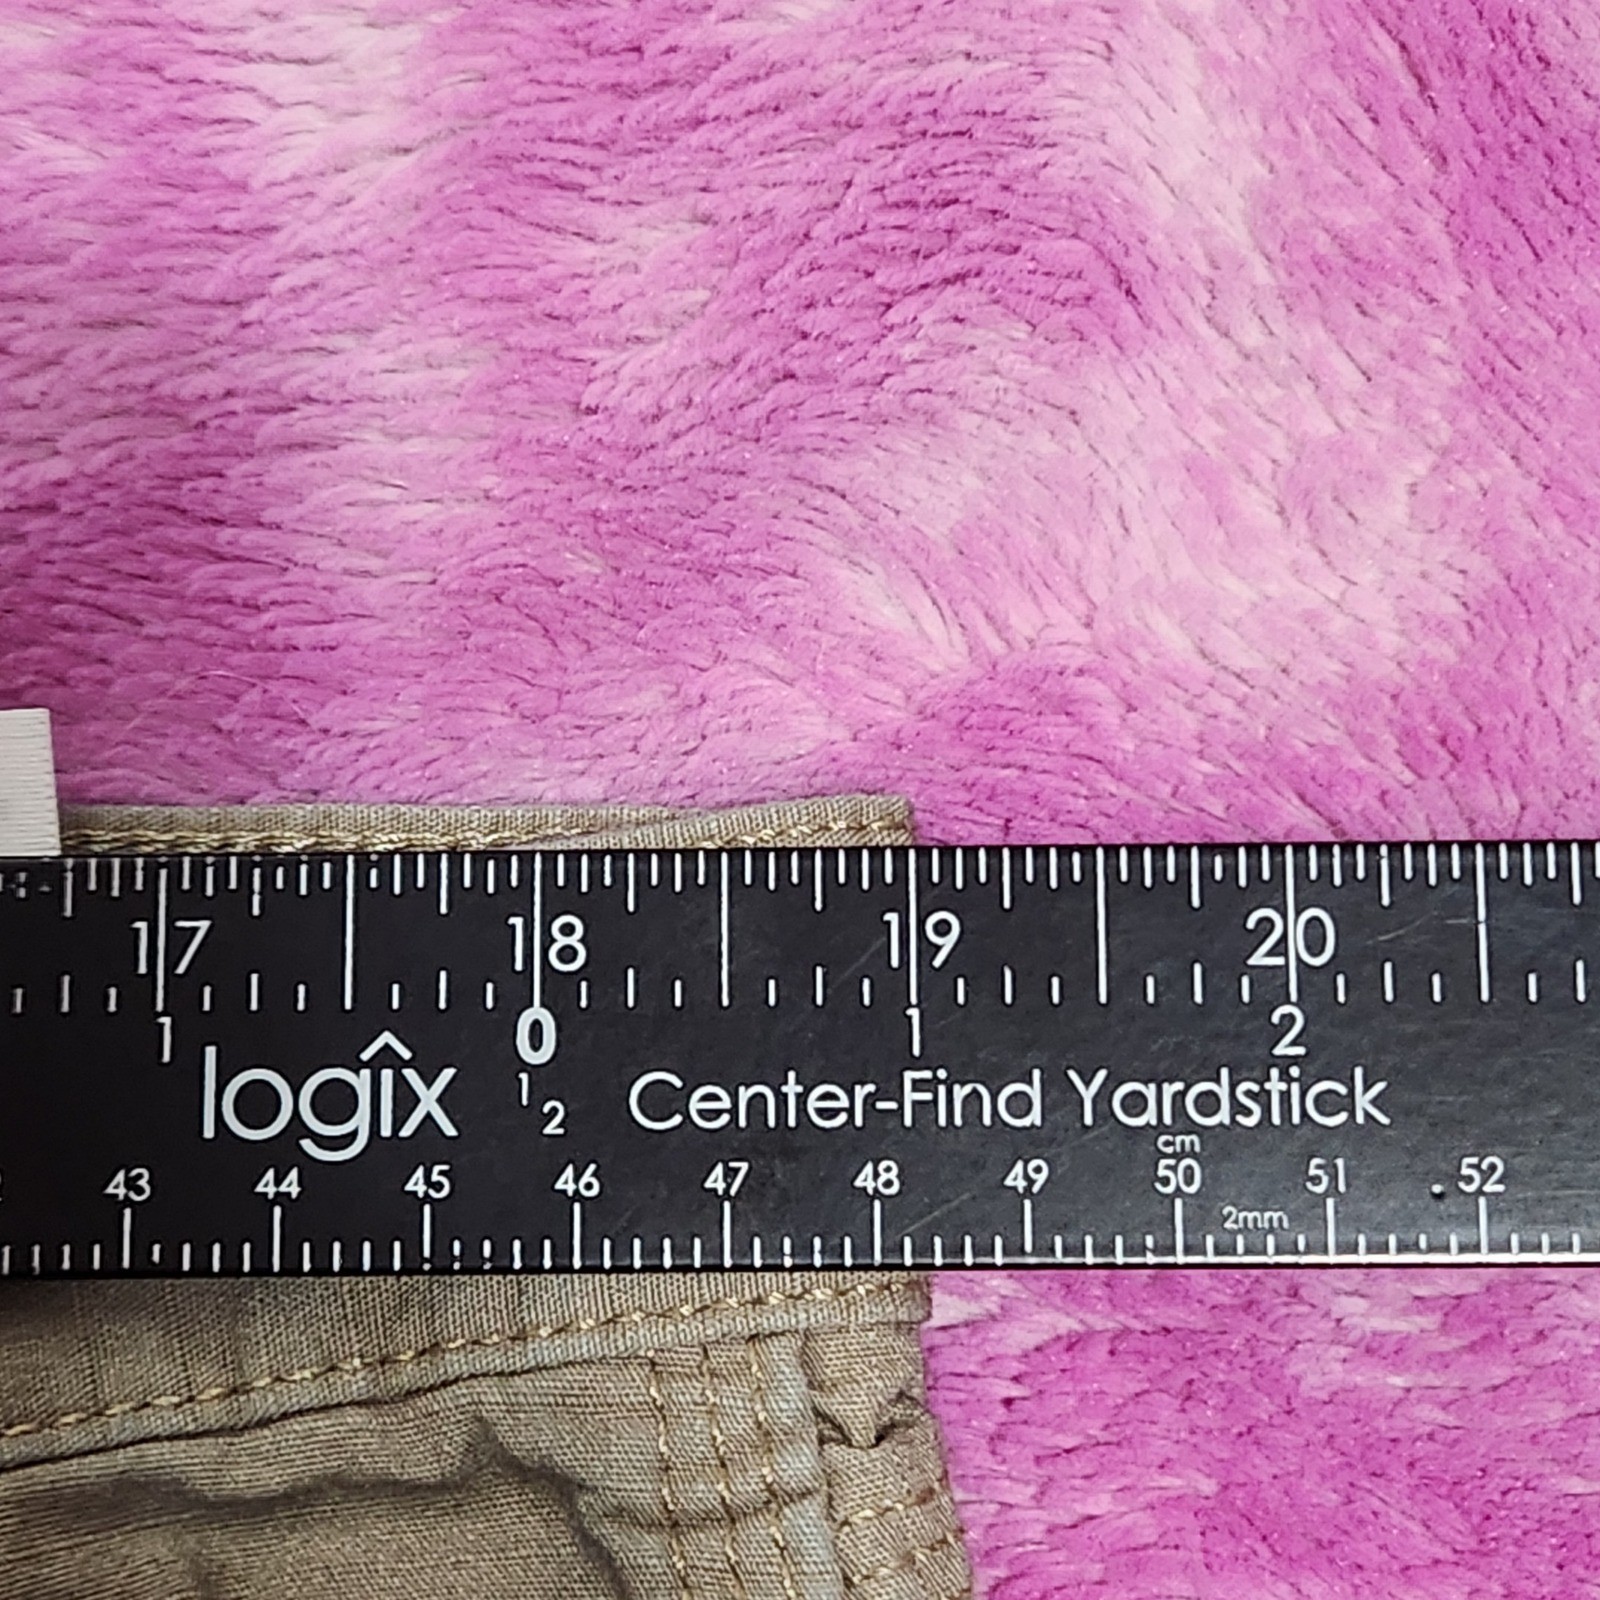 17 18 19 20
1 0 1 2
logîx 1 2 Center-Find Yardstick
cm
43 44 45 46 47 48 49 50 51 52
2mm